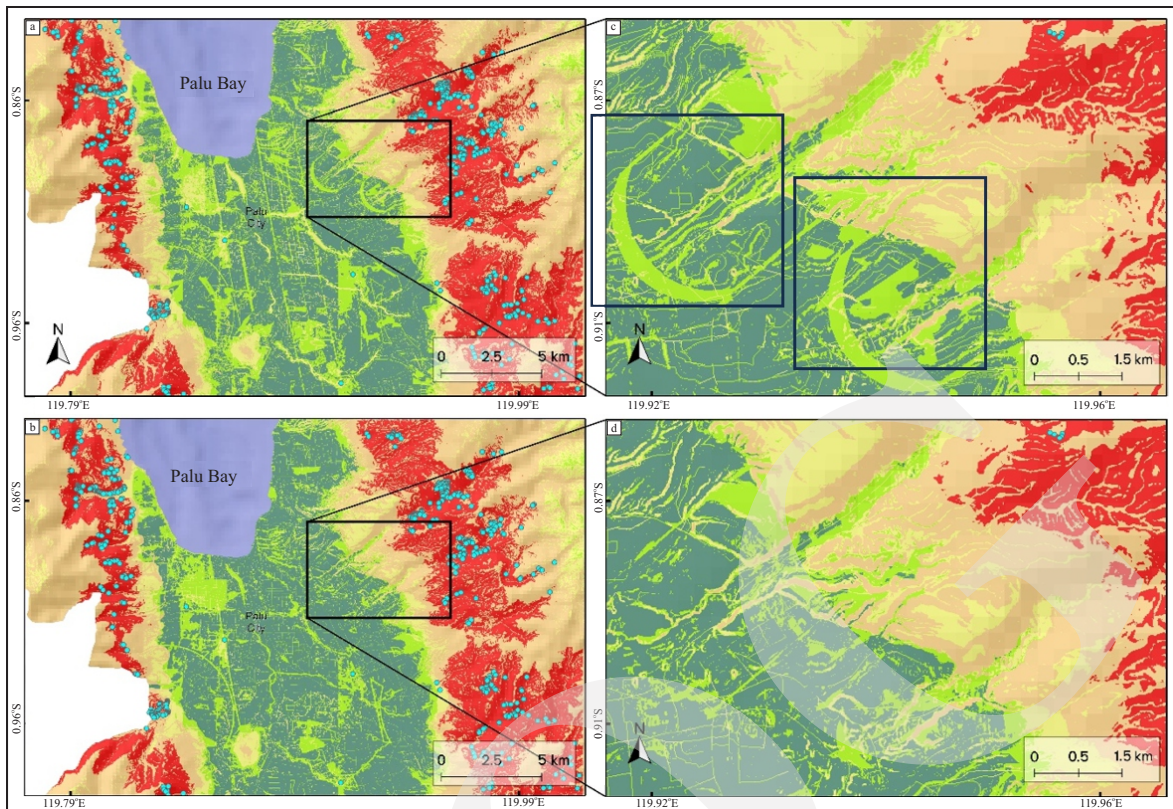 a
Palu Bay
Palu
City
0.86°S
0.96°S
N
0 2.5 5 km
119.79°E
119.99°E
c
0.87°S
0.91°S
N
0 0.5 1.5 km
119.92°E
119.96°E
b
Palu Bay
Palu
City
0.86°S
0.96°S
N
0 2.5 5 km
119.79°E
119.99°E
d
0.87°S
0.91°S
N
0 0.5 1.5 km
119.92°E
119.96°E